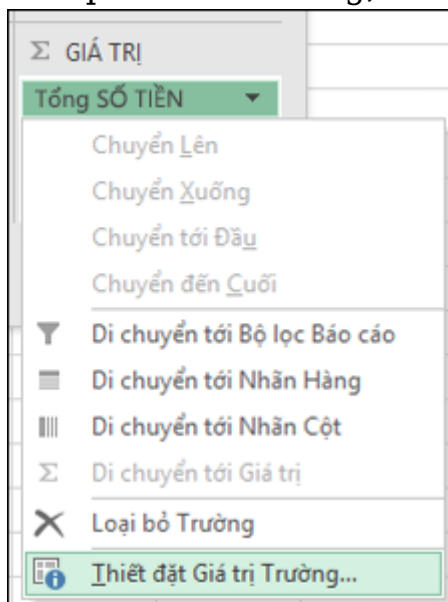 Σ GIÁ TRỊ
Tổng SỐ TIỀN
Chuyển Lên
Chuyển Xuống
Chuyển tới Đầu
Chuyển đến Cuối
Di chuyển tới Bộ lọc Báo cáo
Di chuyển tới Nhãn Hàng
Di chuyển tới Nhãn Cột
Σ Di chuyển tới Giá trị
Loại bỏ Trường
Thiết đặt Giá trị Trường...